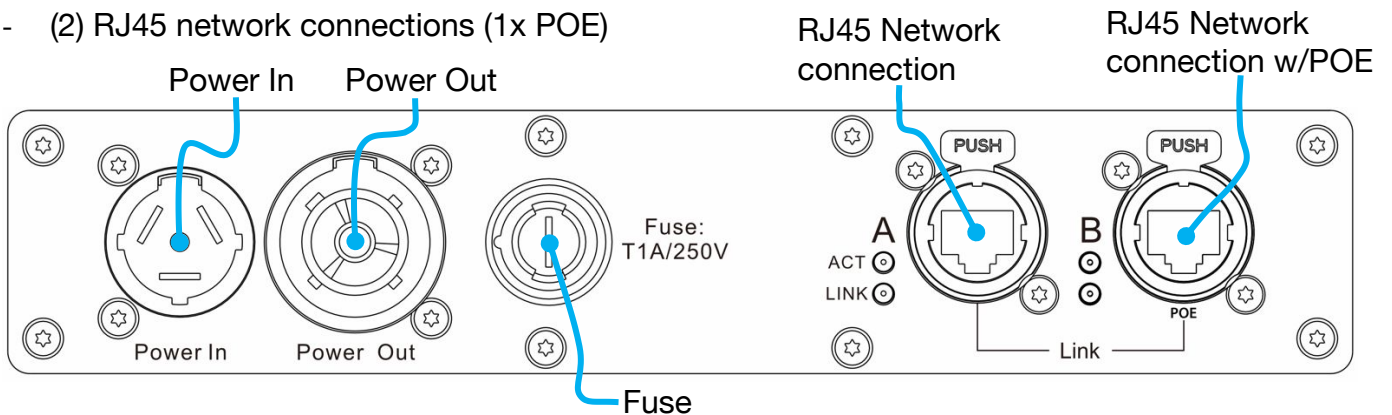 - (2) RJ45 network connections (1x POE)
Power In
Power Out
RJ45 Network
connection
RJ45 Network
connection w/POE
PUSH
PUSH
Fuse:
T1A/250V
A
ACT
LINK
B
POE
Power In
Power Out
Link
Fuse